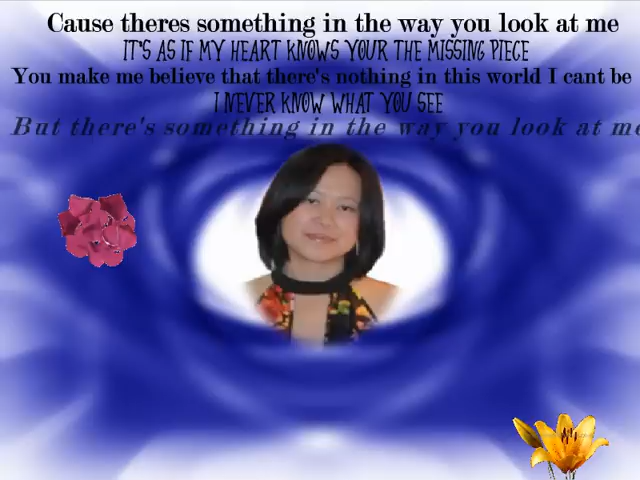 Cause theres something in the way you look at me
IT'S AS IF MY HEART KNOWS YOUR THE MISSING PIECE
You make me believe that there's nothing in this world I cant be
I NEVER KNOW WHAT YOU SEE
But there's something in the way you look at me